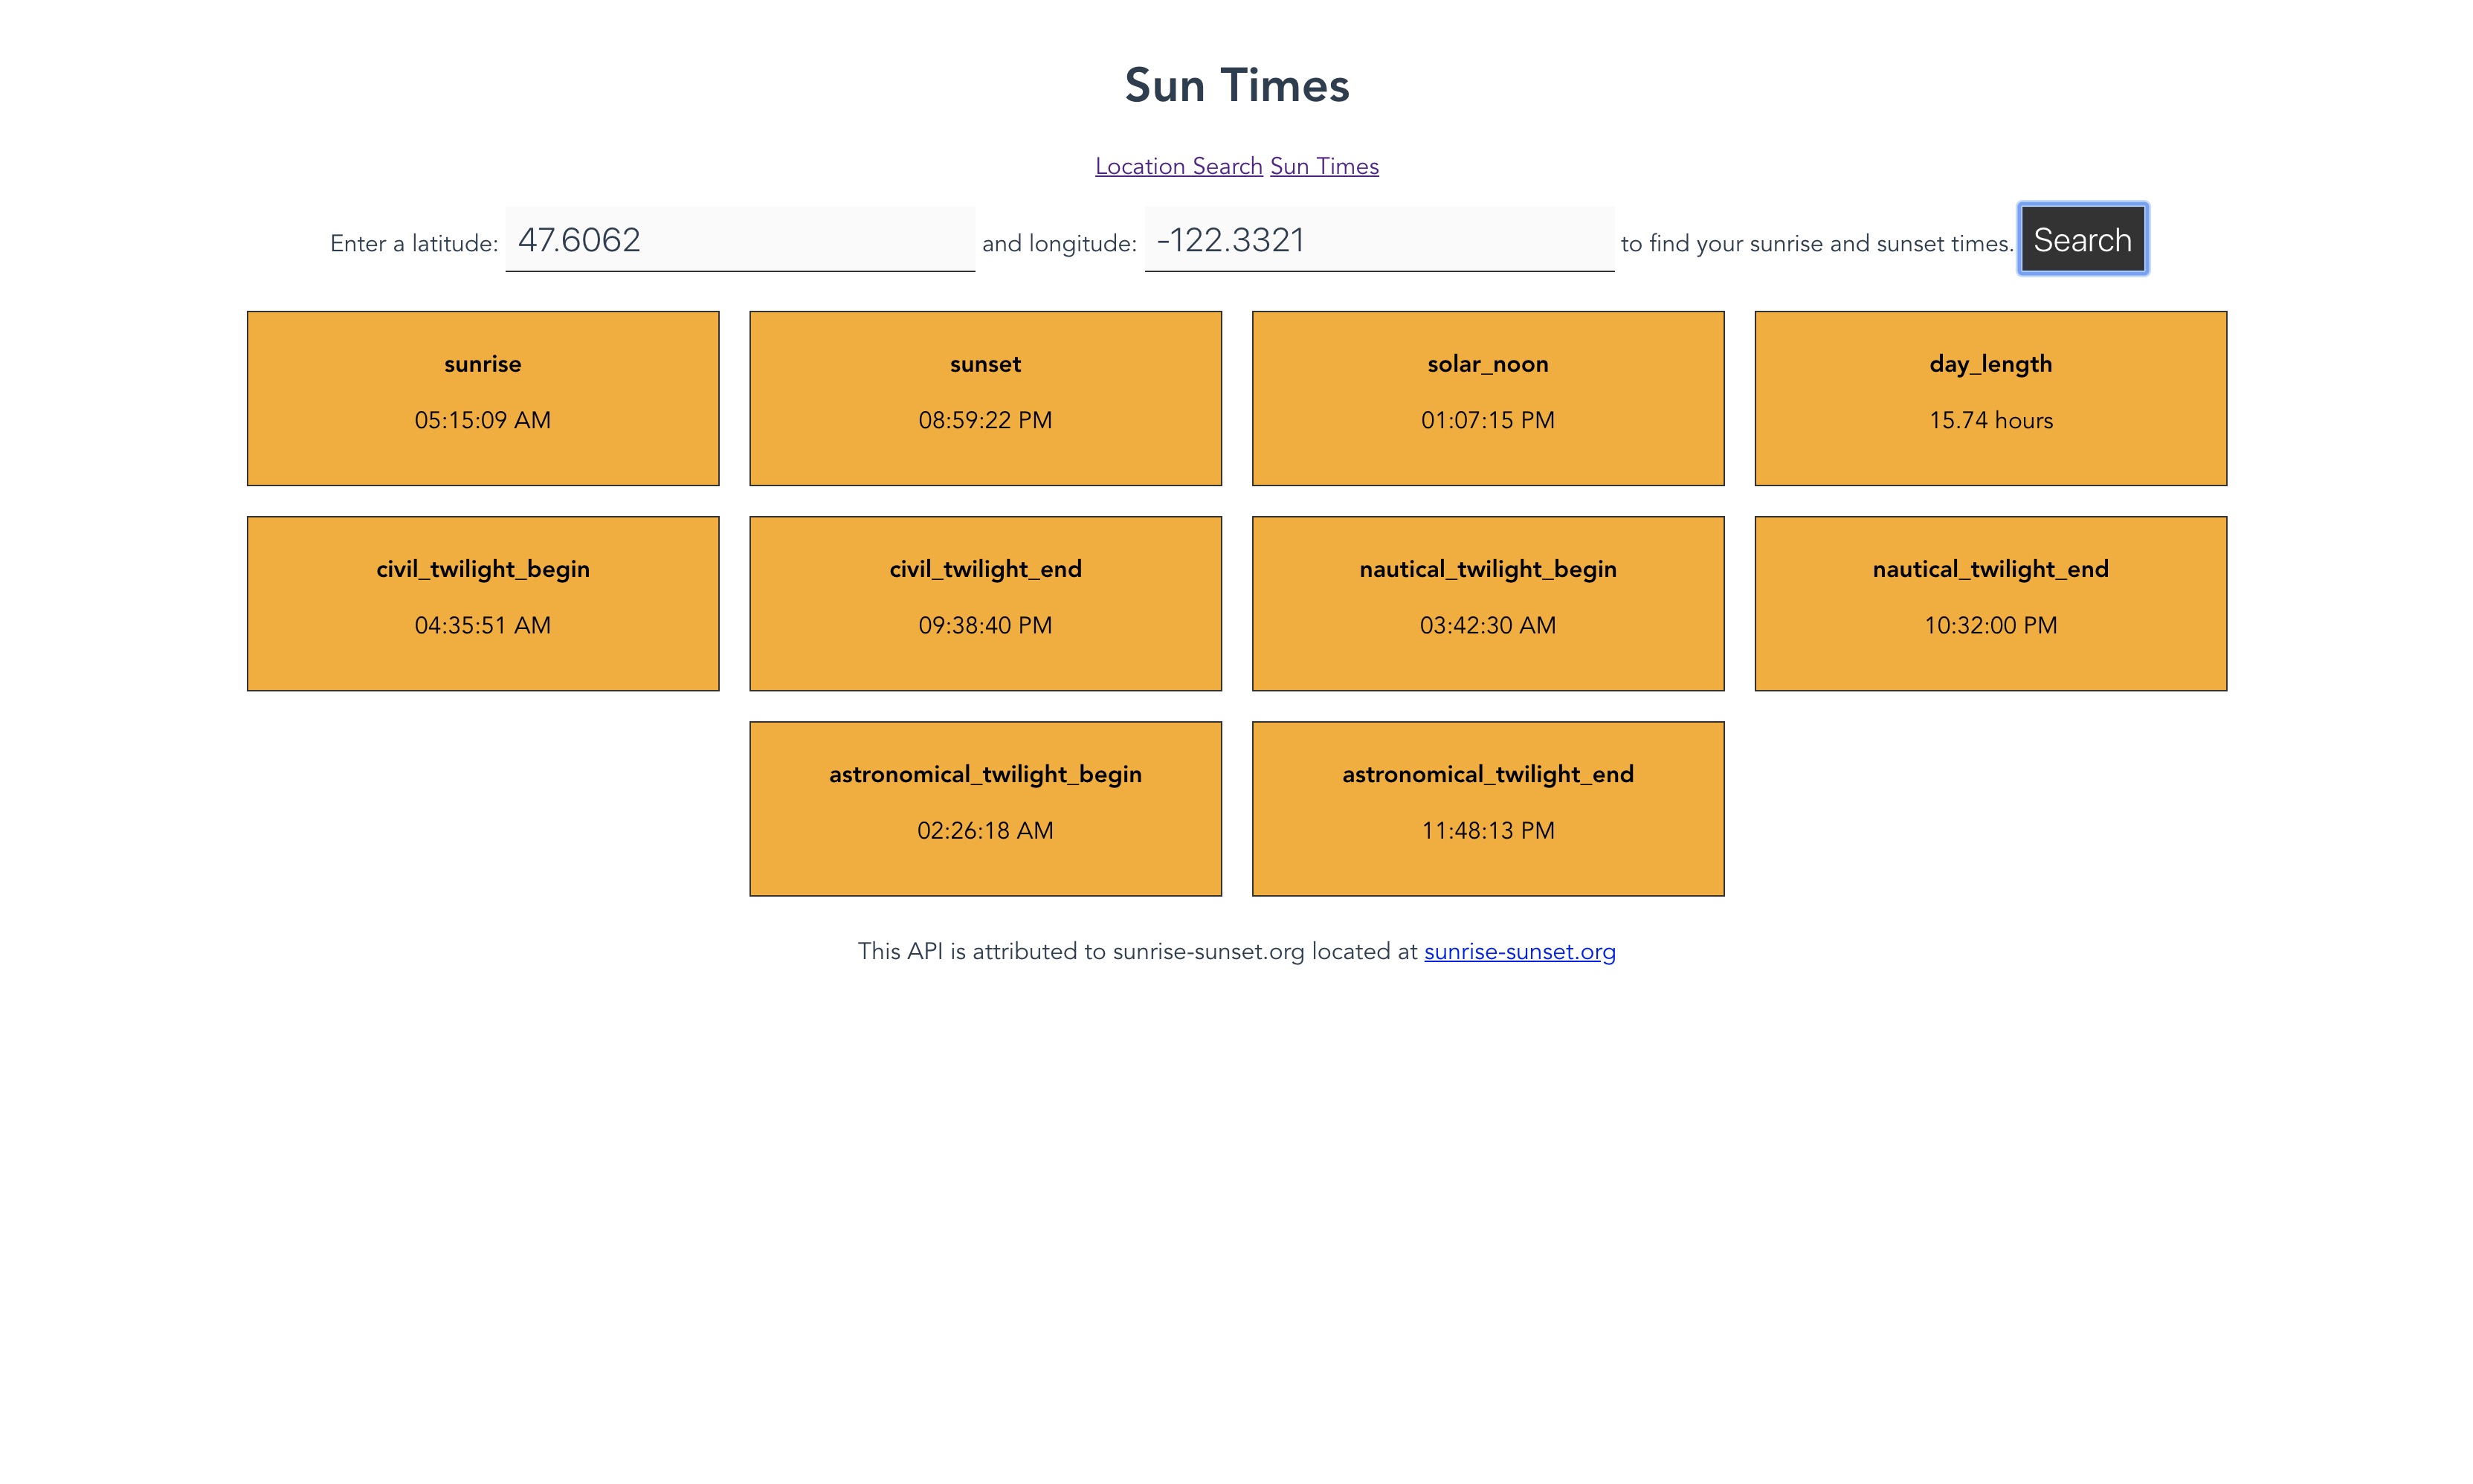 Sun Times
Location Search Sun Times
Enter a latitude: 47.6062 and longitude: -122.3321 to find your sunrise and sunset times. Search
sunrise
05:15:09 AM
sunset
08:59:22 PM
solar_noon
01:07:15 PM
day_length
15.74 hours
civil_twilight_begin
04:35:51 AM
civil_twilight_end
09:38:40 PM
nautical_twilight_begin
03:42:30 AM
nautical_twilight_end
10:32:00 PM
astronomical_twilight_begin
02:26:18 AM
astronomical_twilight_end
11:48:13 PM
This API is attributed to sunrise-sunset.org located at sunrise-sunset.org